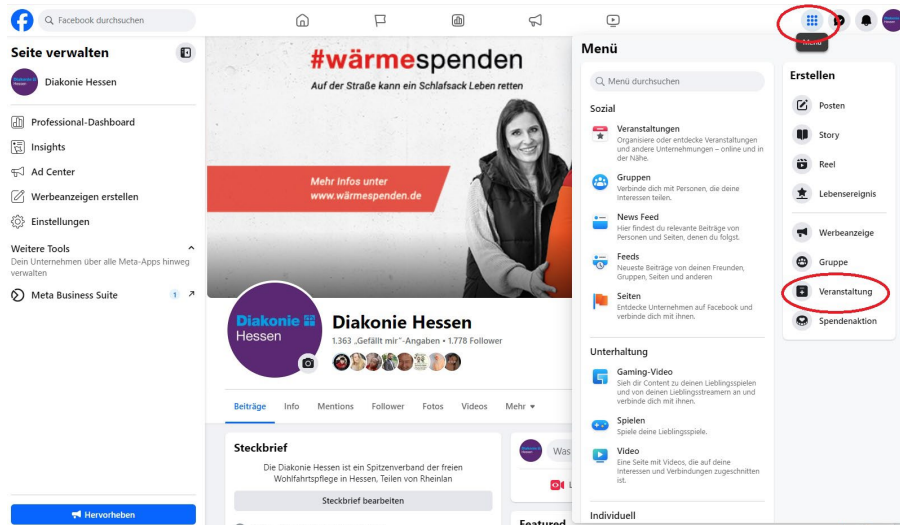 Facebook durchsuchen
Seite verwalten
Diakonie Hessen
Professional-Dashboard
Insights
Ad Center
Werbeanzeigen erstellen
Einstellungen
Weitere Tools
Dein Unternehmen über alle Meta-Apps hinweg
verwalten
Meta Business Suite
1
Hervorheben
#wärmespenden
Auf der Straße kann ein Schlafsack Leben
retten
Mehr Infos unter
www.wärmespenden.de
Diakonie
Hessen
Diakonie Hessen
1.363 „Gefällt mir"-Angaben • 1.778 Follower
Beiträge Info Mentions Follower Fotos Videos Mehr
Steckbrief
Die Diakonie Hessen ist ein Spitzenverband der freien
Wohlfahrtspflege in Hessen, Teilen von Rheinlan
Steckbrief bearbeiten
Was
Featured
Menü
Menü
Menü durchsuchen
Sozial
Veranstaltungen
Organisiere oder entdecke Veranstaltungen
und andere Unternehmungen – online und in
der Nähe.
Gruppen
Verbinde dich mit Personen, die deine
Interessen teilen.
News Feed
Hier findest du relevante Beiträge von
Personen und Seiten, denen du folgst.
Feeds
Neueste Beiträge von deinen Freunden,
Gruppen, Seiten und anderen
Seiten
Entdecke Unternehmen auf Facebook und
verbinde dich mit ihnen.
Unterhaltung
Gaming-Video
Sieh dir Content zu deinen Lieblingsspielen
und von deinen Lieblingsstreamern an und
verbinde dich mit ihnen.
Spielen
Spiele deine Lieblingsspiele.
Video
Eine Seite mit Videos, die auf deine
Interessen und Verbindungen zugeschnitten
ist.
Individuell
Erstellen
Posten
Story
Reel
Lebensereignis
Werbeanzeige
Gruppe
Veranstaltung
Spendenaktion